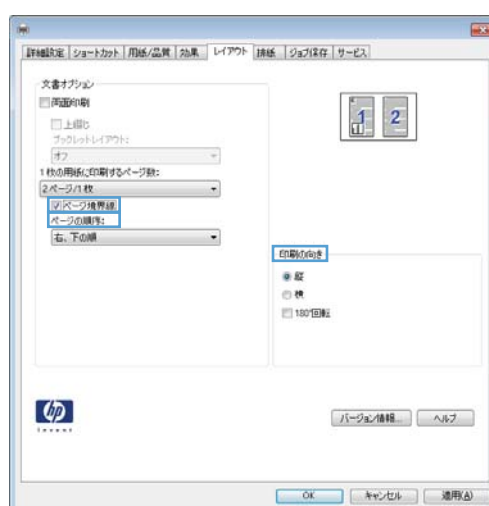 詳細設定 ショートカット 用紙/品質 効果 レイアウト 排紙 ジョブ保存 サービス
文書オプション
両面印刷
上綴じ
ブックレットレイアウト:
オフ
1 枚の用紙に印刷するページ数:
2 ページ/1 枚
ページ境界線
ページの順序:
右、下の順
1 2
印刷の向き
縦
横
180°回転
hp
invent
バージョン情報... ヘルプ
OK キャンセル 適用(A)